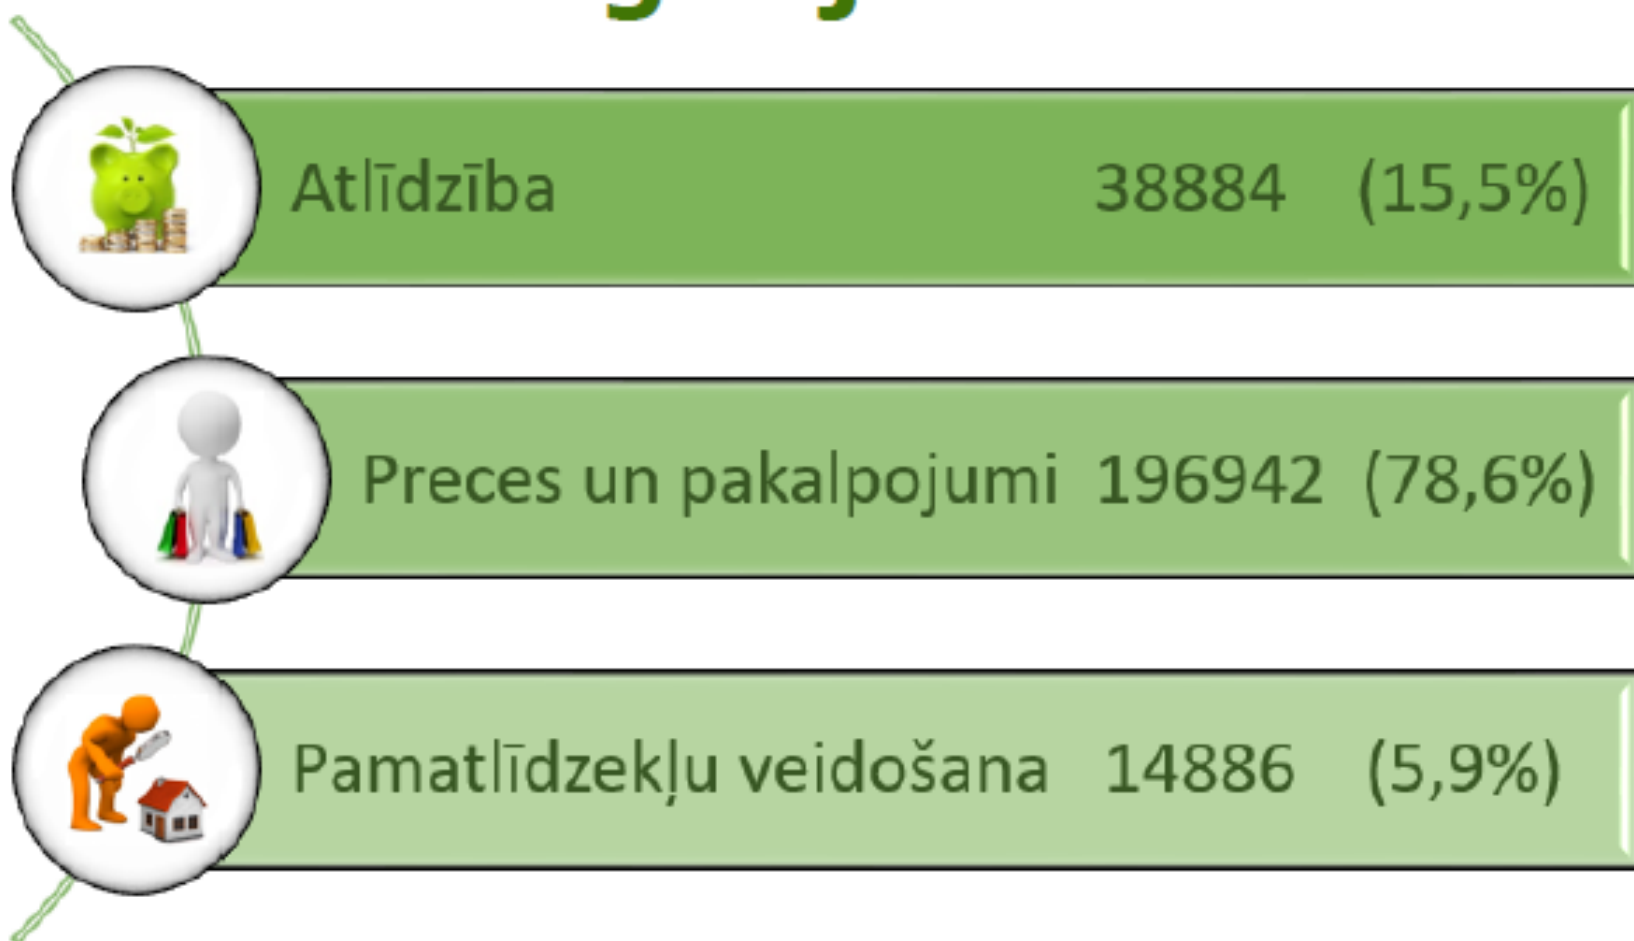 Atlīdzība 38884 (15,5%)
Preces un pakalpojumi 196942 (78,6%)
Pamatlīdzekļu veidošana 14886 (5,9%)